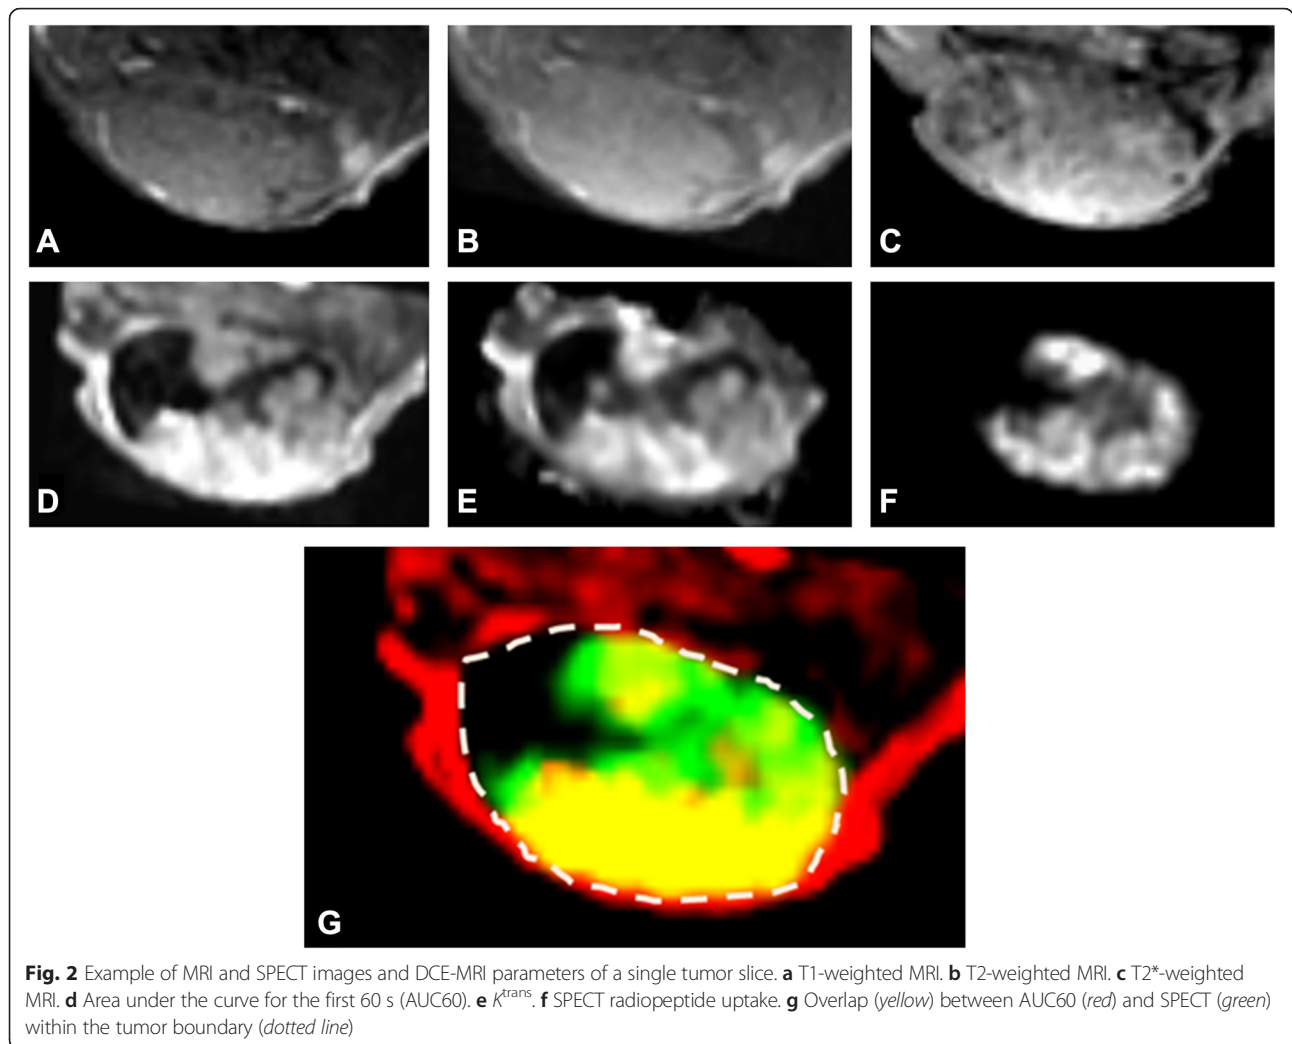 A
B
C
D
E
F
G
Fig. 2 Example of MRI and SPECT images and DCE-MRI parameters of a single tumor slice. a T1-weighted MRI. b T2-weighted MRI. c T2*-weighted
MRI. d Area under the curve for the first 60 s (AUC60). e Ktrans. f SPECT radiopeptide uptake. g Overlap (yellow) between AUC60 (red) and SPECT (green)
within the tumor boundary (dotted line)